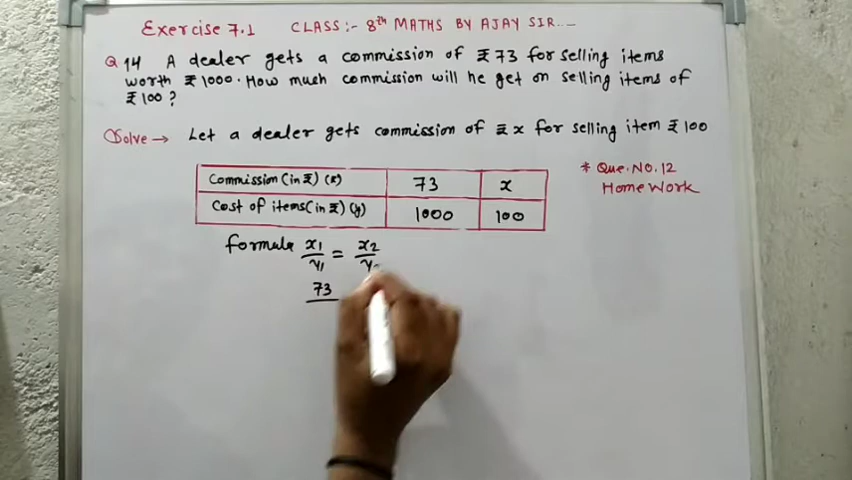 Exercise 7.1 CLASS:- 8th MATHS BY AJAY SIR....
Q 14 A dealer gets a commission of ₹ 73 for selling items
worth ₹ 1000. How much commission will he get on selling items of
₹ 100 ?
Solve → Let a dealer gets commission of ₹ x for selling item ₹ 100
Commission (in ₹) (x) 73 x
Cost of items (in ₹) (y) 1000 100
* Que. No. 12
Home Work
formula x1/y1 = x2/y2
73